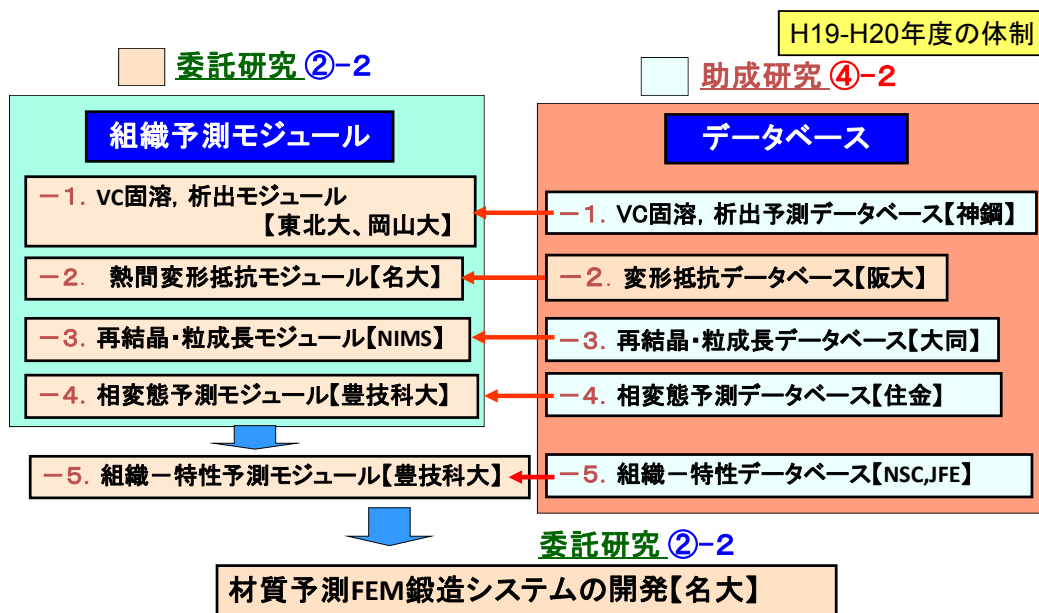 H19-H20年度の体制
委託研究 ②-2
助成研究 ④-2
組織予測モジュール
－1. VC固溶, 析出モジュール
【東北大、岡山大】
－2. 熱間変形抵抗モジュール【名大】
－3. 再結晶・粒成長モジュール【NIMS】
－4. 相変態予測モジュール【豊技科大】
－5. 組織－特性予測モジュール【豊技科大】
データベース
－1. VC固溶, 析出予測データベース【神鋼】
－2. 変形抵抗データベース【阪大】
－3. 再結晶・粒成長データベース【大同】
－4. 相変態予測データベース【住金】
－5. 組織－特性データベース【NSC,JFE】
委託研究 ②-2
材質予測FEM鍛造システムの開発【名大】